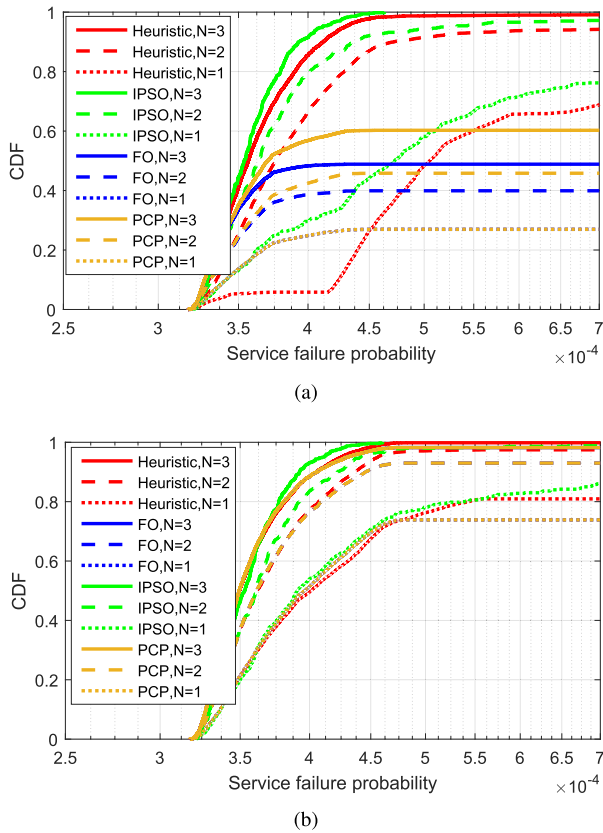 1
0.8
0.6
0.4
0.2
0
CDF
Heuristic,N=3
Heuristic,N=2
Heuristic,N=1
IPSO,N=3
IPSO,N=2
IPSO,N=1
FO,N=3
FO,N=2
FO,N=1
PCP,N=3
PCP,N=2
PCP,N=1
2.5 3 3.5 4 4.5 5 5.5 6 6.5 7
Service failure probability
×10-4
(a)
1
0.8
0.6
0.4
0.2
0
CDF
Heuristic,N=3
Heuristic,N=2
Heuristic,N=1
FO,N=3
FO,N=2
FO,N=1
IPSO,N=3
IPSO,N=2
IPSO,N=1
PCP,N=3
PCP,N=2
PCP,N=1
2.5 3 3.5 4 4.5 5 5.5 6 6.5 7
Service failure probability
×10-4
(b)